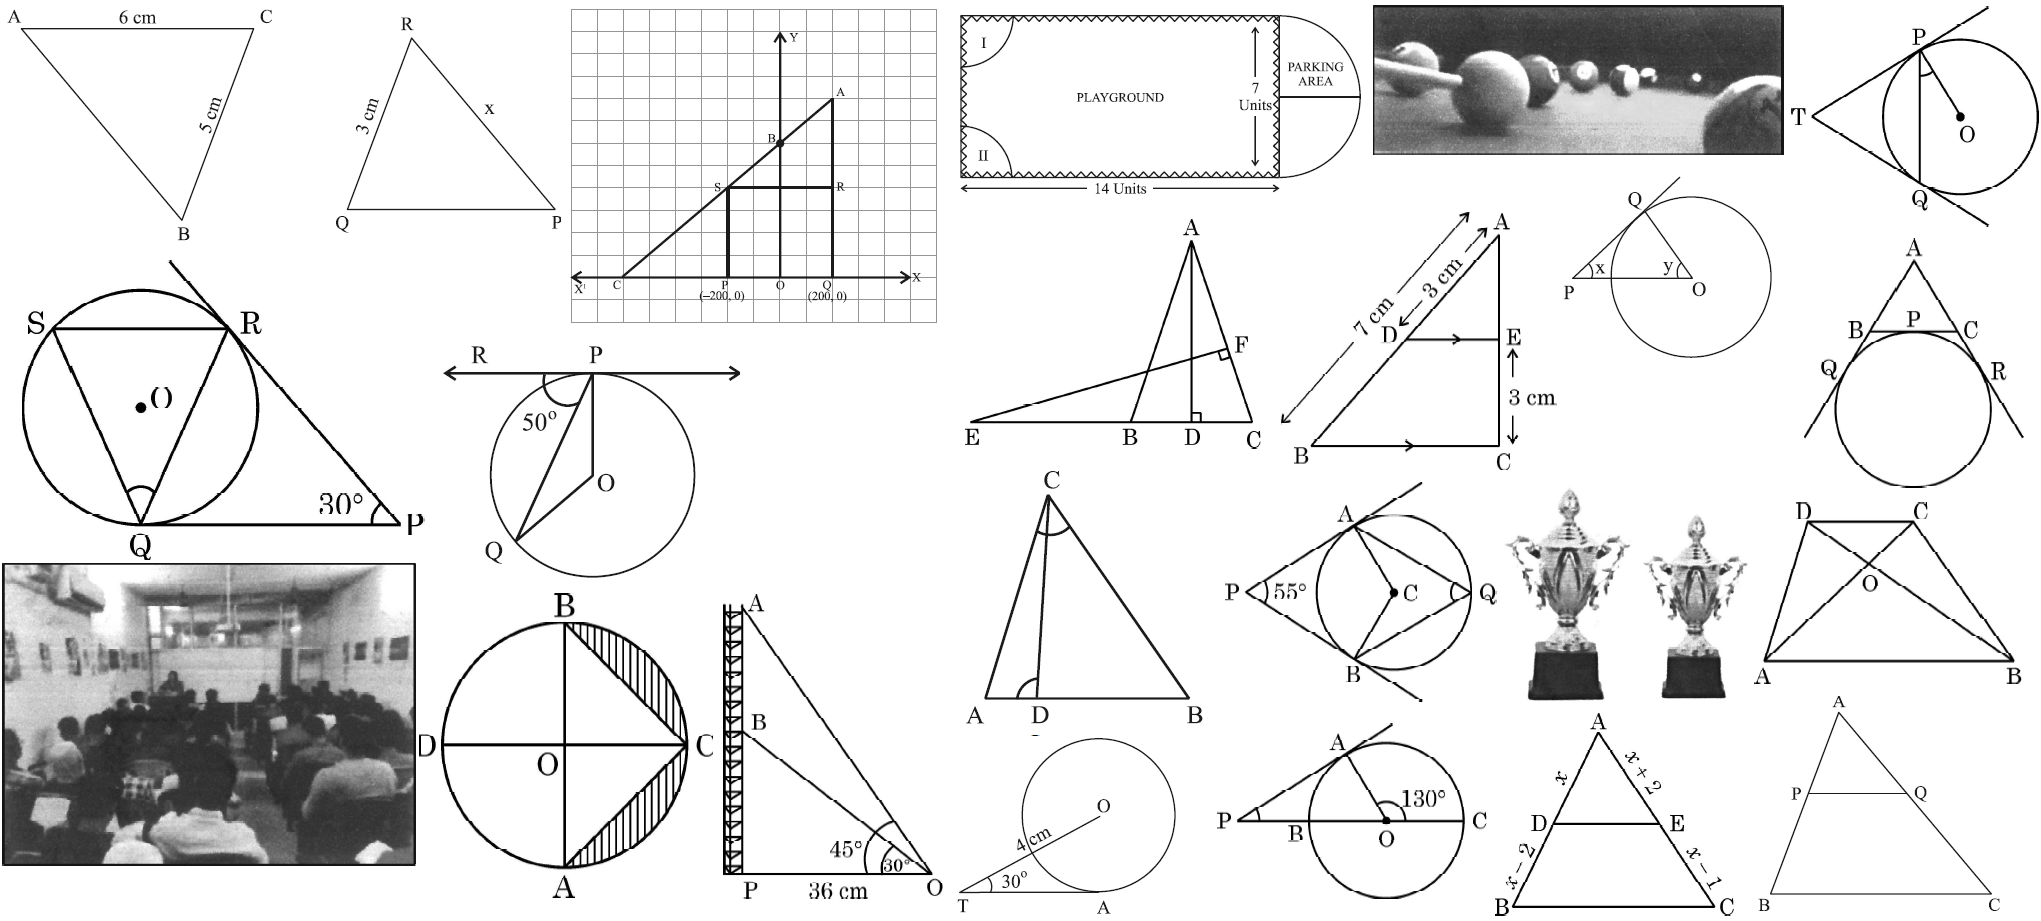 A 6 cm C
5 cm
B
R
3 cm
x
Q P
Y
A
B
S R
X' C P O Q X
(–200, 0) (200, 0)
I
II
PLAYGROUND
7
Units
PARKING
AREA
14 Units
P
T
O
Q
S R
O
30°
P
Q
R P
50°
O
Q
A
F
E B D C
A
7 cm
3 cm
D E
3 cm
B C
Q
x y
P O
A
B P C
Q R
C
A D B
A
P 55° C Q
B
D C
O
A B
B
D O C
A
A
B
45°
30°
P 36 cm O
O
4 cm
30°
T A
A
130°
P B O C
A
x x + 2
D E
x – 2 x – 1
B C
A
P Q
B C